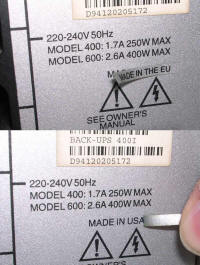 D94120205172
220-240V 50Hz
MODEL 400: 1.7A 250W MAX
MODEL 600: 2.6A 400W MAX
MADE IN THE EU
SEE OWNER'S
MANUAL
BACK-UPS 400I
D94120205172
220-240V 50Hz
MODEL 400: 1.7A 250W MAX
MODEL 600: 2.6A 400W MAX
MADE IN USA
OWNER'S